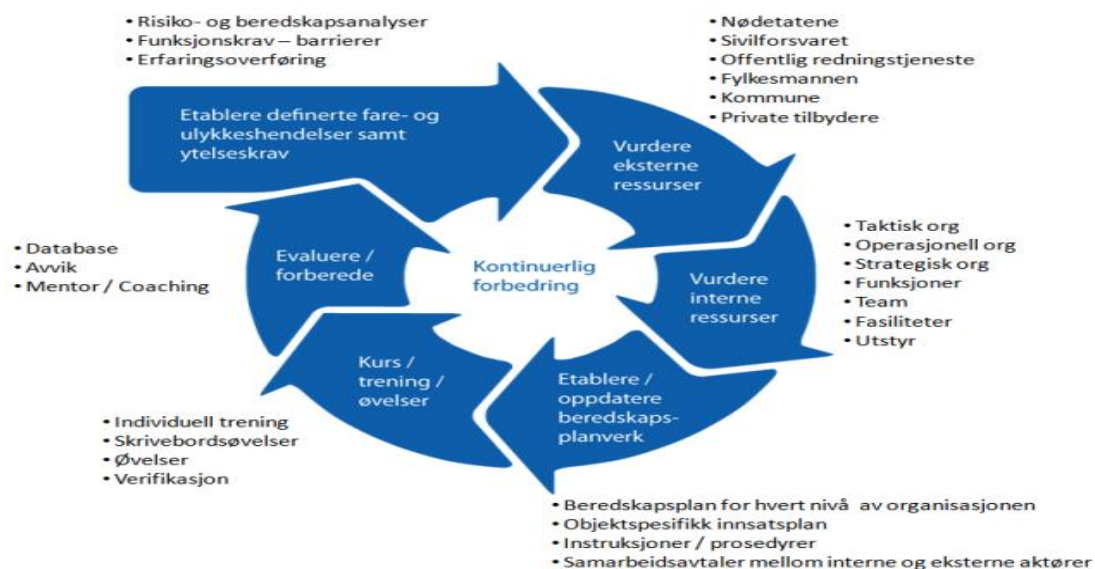 • Risiko- og beredskapsanalyser
• Funksjonskrav – barrierer
• Erfaringsoverføring
Etablere definerte fare- og
ulykkeshendelser samt
ytelseskrav
• Nødetatene
• Sivilforsvaret
• Offentlig redningstjeneste
• Fylkesmannen
• Kommune
• Private tilbydere
Vurdere
eksterne
ressurser
• Taktisk org
• Operasjonell org
• Strategisk org
• Funksjoner
• Team
• Fasiliteter
• Utstyr
Vurdere
interne
ressurser
Etablere /
oppdatere
beredskaps-
planverk
• Beredskapsplan for hvert nivå av organisasjonen
• Objektspesifikk innsatsplan
• Instruksjoner / prosedyrer
• Samarbeidsavtaler mellom interne og eksterne aktører
Kurs /
trening /
øvelser
• Individuell trening
• Skrivebordsøvelser
• Øvelser
• Verifikasjon
Evaluere /
forberede
• Database
• Avvik
• Mentor / Coaching
Kontinuerlig
forbedring